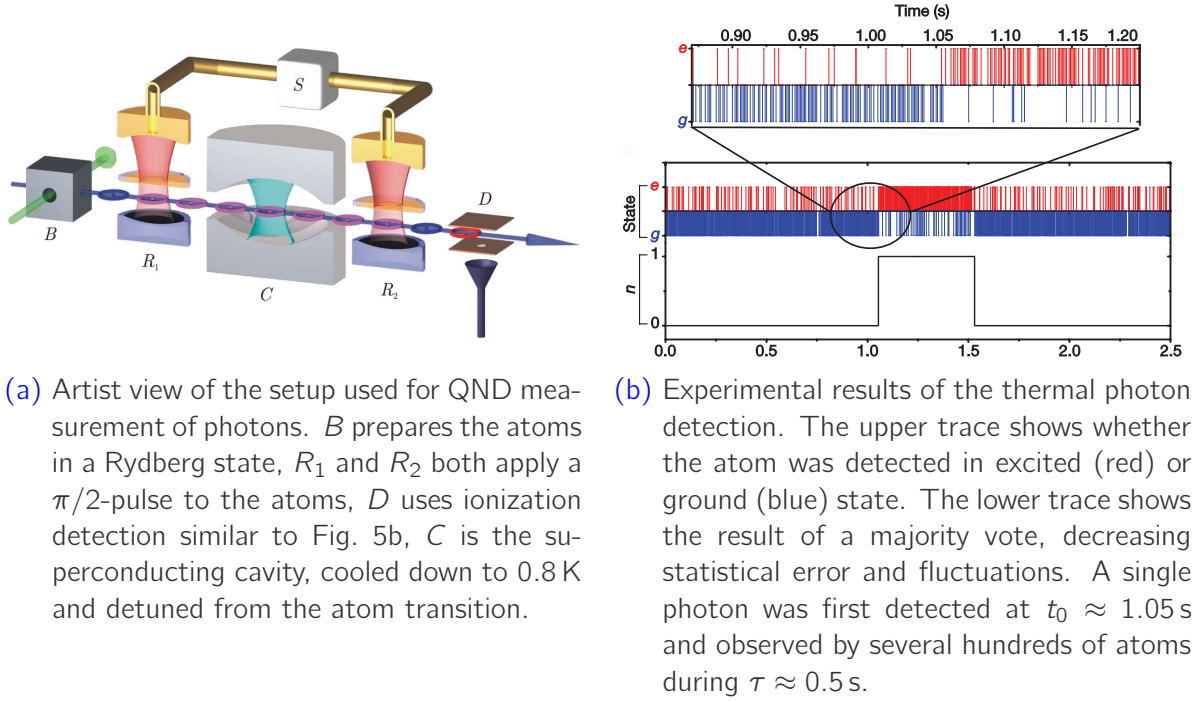 S
B
R1
C
R2
D
Time (s)
0.90 0.95 1.00 1.05 1.10 1.15 1.20
e
g
e
State
g
1
n
0
0.0 0.5 1.0 1.5 2.0 2.5
(a) Artist view of the setup used for QND mea-
surement of photons. B prepares the atoms
in a Rydberg state, R1 and R2 both apply a
π/2-pulse to the atoms, D uses ionization
detection similar to Fig. 5b, C is the su-
perconducting cavity, cooled down to 0.8 K
and detuned from the atom transition.
(b) Experimental results of the thermal photon
detection. The upper trace shows whether
the atom was detected in excited (red) or
ground (blue) state. The lower trace shows
the result of a majority vote, decreasing
statistical error and fluctuations. A single
photon was first detected at t0 ≈ 1.05 s
and observed by several hundreds of atoms
during τ ≈ 0.5 s.